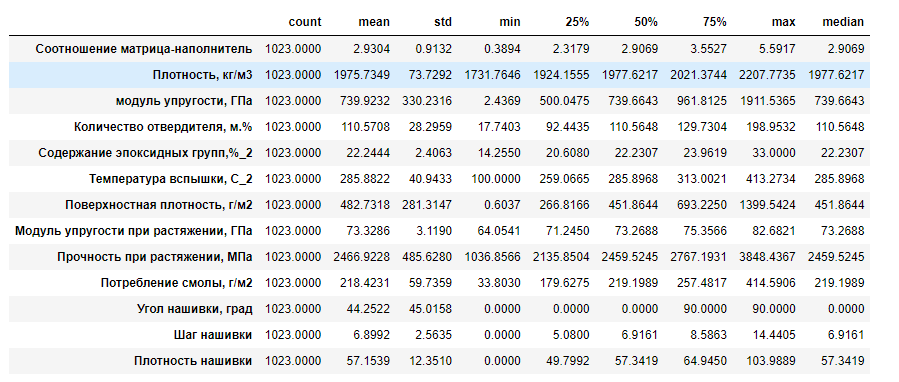 count mean std min 25% 50% 75% max median
Соотношение матрица-наполнитель 1023.0000 2.9304 0.9132 0.3894 2.3179 2.9069 3.5527 5.5917 2.9069
Плотность, кг/м3 1023.0000 1975.7349 73.7292 1731.7646 1924.1555 1977.6217 2021.3744 2207.7735 1977.6217
модуль упругости, ГПа 1023.0000 739.9232 330.2316 2.4369 500.0475 739.6643 961.8125 1911.5365 739.6643
Количество отвердителя, м.% 1023.0000 110.5708 28.2959 17.7403 92.4435 110.5648 129.7304 198.9532 110.5648
Содержание эпоксидных групп,%_2 1023.0000 22.2444 2.4063 14.2550 20.6080 22.2307 23.9619 33.0000 22.2307
Температура вспышки, С_2 1023.0000 285.8822 40.9433 100.0000 259.0665 285.8968 313.0021 413.2734 285.8968
Поверхностная плотность, г/м2 1023.0000 482.7318 281.3147 0.6037 266.8166 451.8644 693.2250 1399.5424 451.8644
Модуль упругости при растяжении, ГПа 1023.0000 73.3286 3.1190 64.0541 71.2450 73.2688 75.3566 82.6821 73.2688
Прочность при растяжении, МПа 1023.0000 2466.9228 485.6280 1036.8566 2135.8504 2459.5245 2767.1931 3848.4367 2459.5245
Потребление смолы, г/м2 1023.0000 218.4231 59.7359 33.8030 179.6275 219.1989 257.4817 414.5906 219.1989
Угол нашивки, град 1023.0000 44.2522 45.0158 0.0000 0.0000 0.0000 90.0000 90.0000 0.0000
Шаг нашивки 1023.0000 6.8992 2.5635 0.0000 5.0800 6.9161 8.5863 14.4405 6.9161
Плотность нашивки 1023.0000 57.1539 12.3510 0.0000 49.7992 57.3419 64.9450 103.9889 57.3419